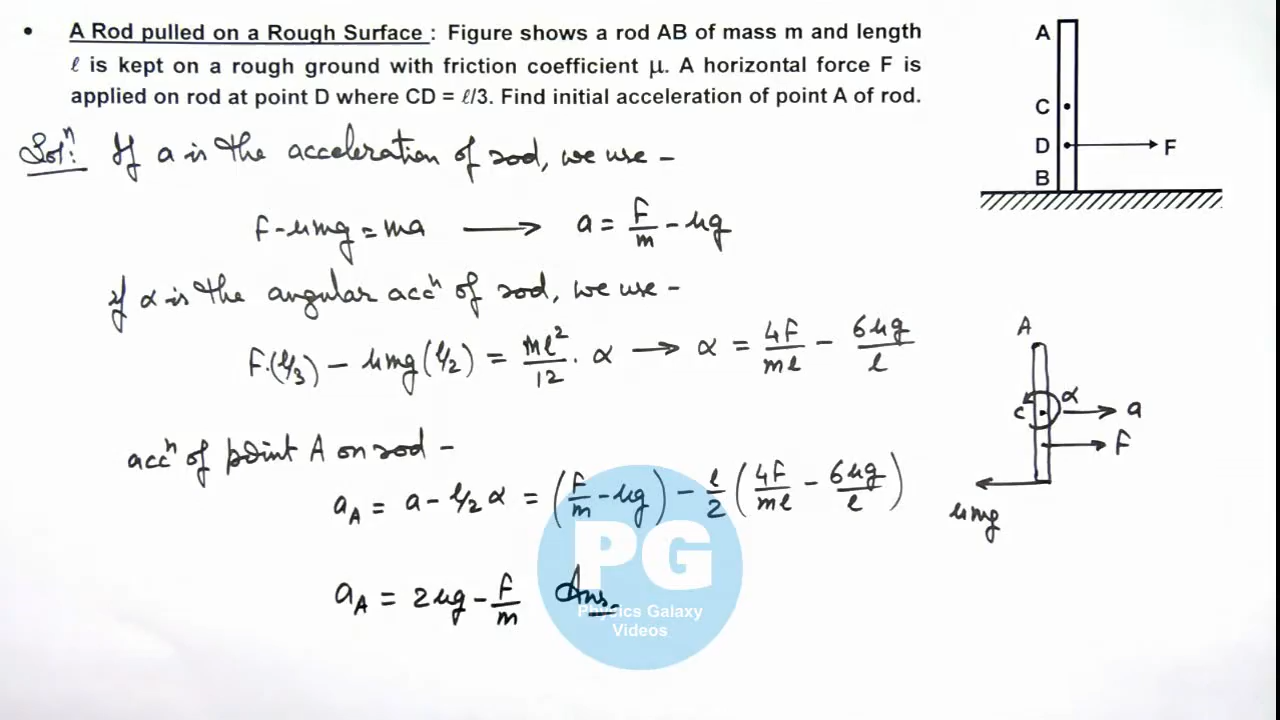 • A Rod pulled on a Rough Surface : Figure shows a rod AB of mass m and length
ℓ is kept on a rough ground with friction coefficient μ. A horizontal force F is
applied on rod at point D where CD = ℓ/3. Find initial acceleration of point A of rod.
A
C
D
B
F
Solⁿ: If a is the acceleration of rod, we use –
F - μmg = ma ⟶ a = F/m - μg
if α is the angular accⁿ of rod, we use –
F·(l/3) - μmg(l/2) = ml²/12 · α ⟶ α = 4F/ml - 6μg/l
accⁿ of point A on rod –
a_A = a - l/2 α = (F/m - μg) - l/2 (4F/ml - 6μg/l)
a_A = 2μg - F/m Ans.
A
α
C
a
F
μmg
PG
Physics Galaxy
Videos